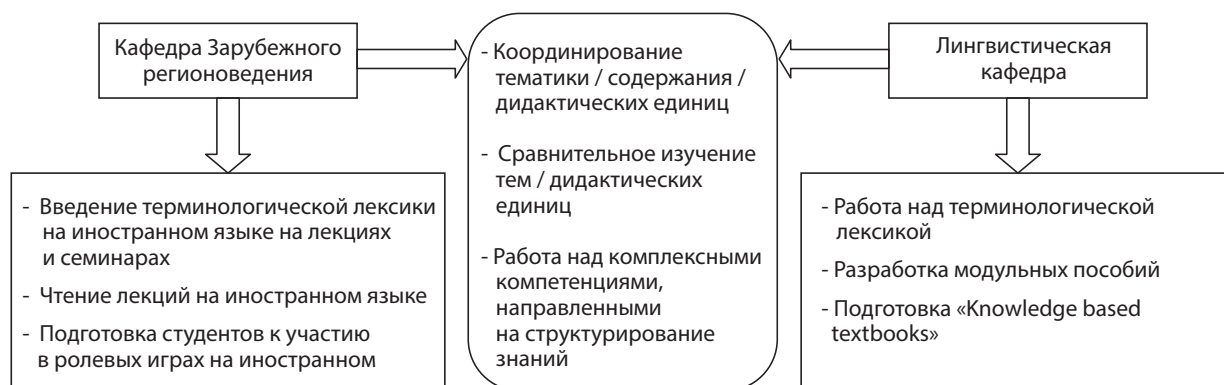 Кафедра Зарубежного
регионоведения
- Введение терминологической лексики
на иностранном языке на лекциях
и семинарах
- Чтение лекций на иностранном языке
- Подготовка студентов к участию
в ролевых играх на иностранном
- Координирование
тематики / содержания /
дидактических единиц
- Сравнительное изучение
тем / дидактических
единиц
- Работа над комплексными
компетенциями,
направленными
на структурирование
знаний
Лингвистическая
кафедра
- Работа над терминологической
лексикой
- Разработка модульных пособий
- Подготовка «Knowledge based
textbooks»